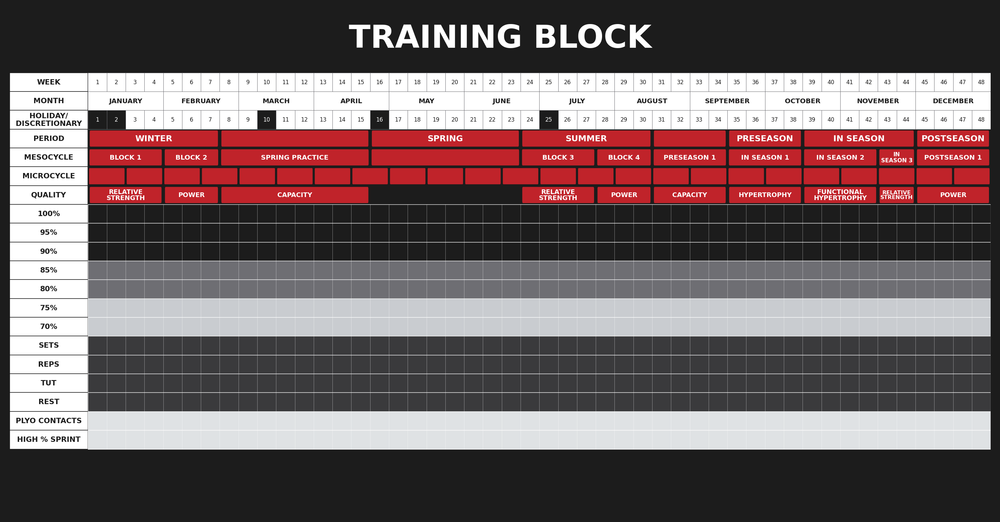 TRAINING BLOCK
WEEK 1 2 3 4 5 6 7 8 9 10 11 12 13 14 15 16 17 18 19 20 21 22 23 24 25 26 27 28 29 30 31 32 33 34 35 36 37 38 39 40 41 42 43 44 45 46 47 48
MONTH JANUARY FEBRUARY MARCH APRIL MAY JUNE JULY AUGUST SEPTEMBER OCTOBER NOVEMBER DECEMBER
HOLIDAY/
DISCRETIONARY 1 2 3 4 5 6 7 8 9 10 11 12 13 14 15 16 17 18 19 20 21 22 23 24 25 26 27 28 29 30 31 32 33 34 35 36 37 38 39 40 41 42 43 44 45 46 47 48
PERIOD WINTER SPRING SUMMER PRESEASON IN SEASON POSTSEASON
MESOCYCLE BLOCK 1 BLOCK 2 SPRING PRACTICE BLOCK 3 BLOCK 4 PRESEASON 1 IN SEASON 1 IN SEASON 2 IN
SEASON 3 POSTSEASON 1
MICROCYCLE
QUALITY RELATIVE
STRENGTH POWER CAPACITY RELATIVE
STRENGTH POWER CAPACITY HYPERTROPHY FUNCTIONAL
HYPERTROPHY RELATIVE
STRENGTH POWER
100%
95%
90%
85%
80%
75%
70%
SETS
REPS
TUT
REST
PLYO CONTACTS
HIGH % SPRINT